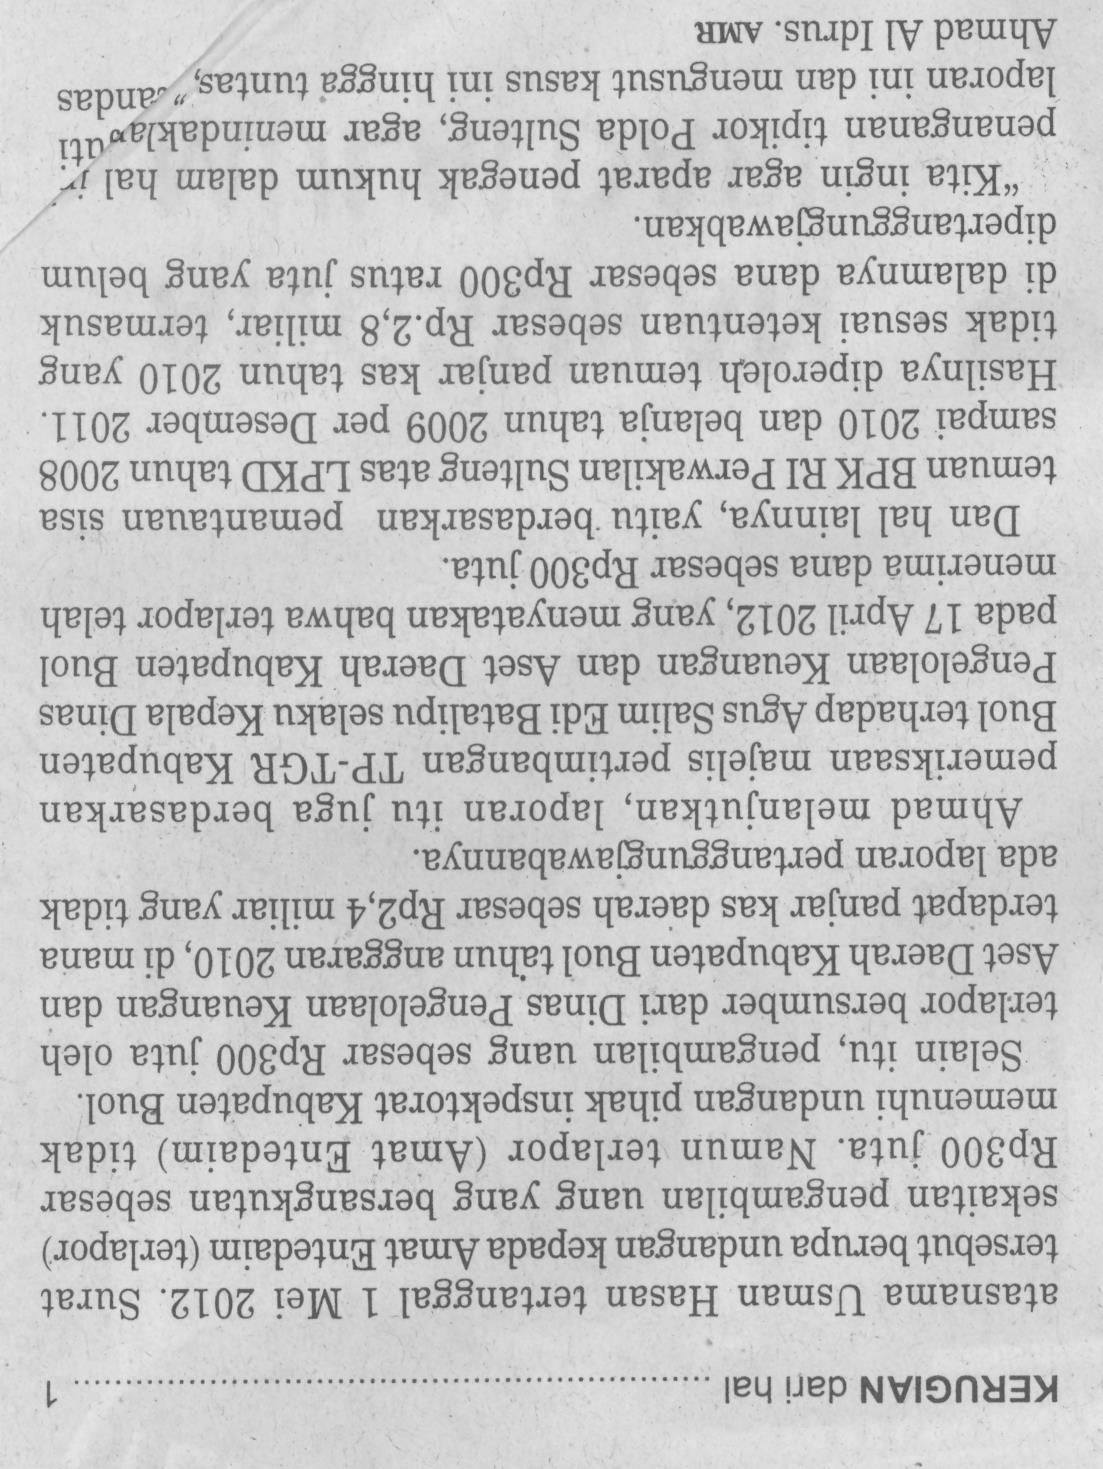 KERUGIAN dari hal ................................................................ 1
atasnama Usman Hasan tertanggal 1 Mei 2012. Surat
tersebut berupa undangan kepada Amat Entedaim (terlapor)
sekaitan pengambilan uang yang bersangkutan sebesar
Rp300 juta. Namun terlapor (Amat Entedaim) tidak
memenuhi undangan pihak inspektorat Kabupaten Buol.
Selain itu, pengambilan uang sebesar Rp300 juta oleh
terlapor bersumber dari Dinas Pengelolaan Keuangan dan
Aset Daerah Kabupaten Buol tahun anggaran 2010, di mana
terdapat panjar kas daerah sebesar Rp2,4 miliar yang tidak
ada laporan pertanggungjawabannya.
Ahmad melanjutkan, laporan itu juga berdasarkan
pemeriksaan majelis pertimbangan TP-TGR Kabupaten
Buol terhadap Agus Salim Edi Batalipu selaku Kepala Dinas
Pengelolaan Keuangan dan Aset Daerah Kabupaten Buol
pada 17 April 2012, yang menyatakan bahwa terlapor telah
menerima dana sebesar Rp300 juta.
Dan hal lainnya, yaitu berdasarkan pemantauan sisa
temuan BPK RI Perwakilan Sulteng atas LPKD tahun 2008
sampai 2010 dan belanja tahun 2009 per Desember 2011.
Hasilnya diperoleh temuan panjar kas tahun 2010 yang
tidak sesuai ketentuan sebesar Rp.2,8 miliar, termasuk
di dalamnya dana sebesar Rp300 ratus juta yang belum
dipertanggungjawabkan.
"Kita ingin agar aparat penegak hukum dalam hal
penanganan tipikor Polda Sulteng, agar menindaklanjuti
laporan ini dan mengusut kasus ini hingga tuntas," tandas
Ahmad Al Idrus. AMR